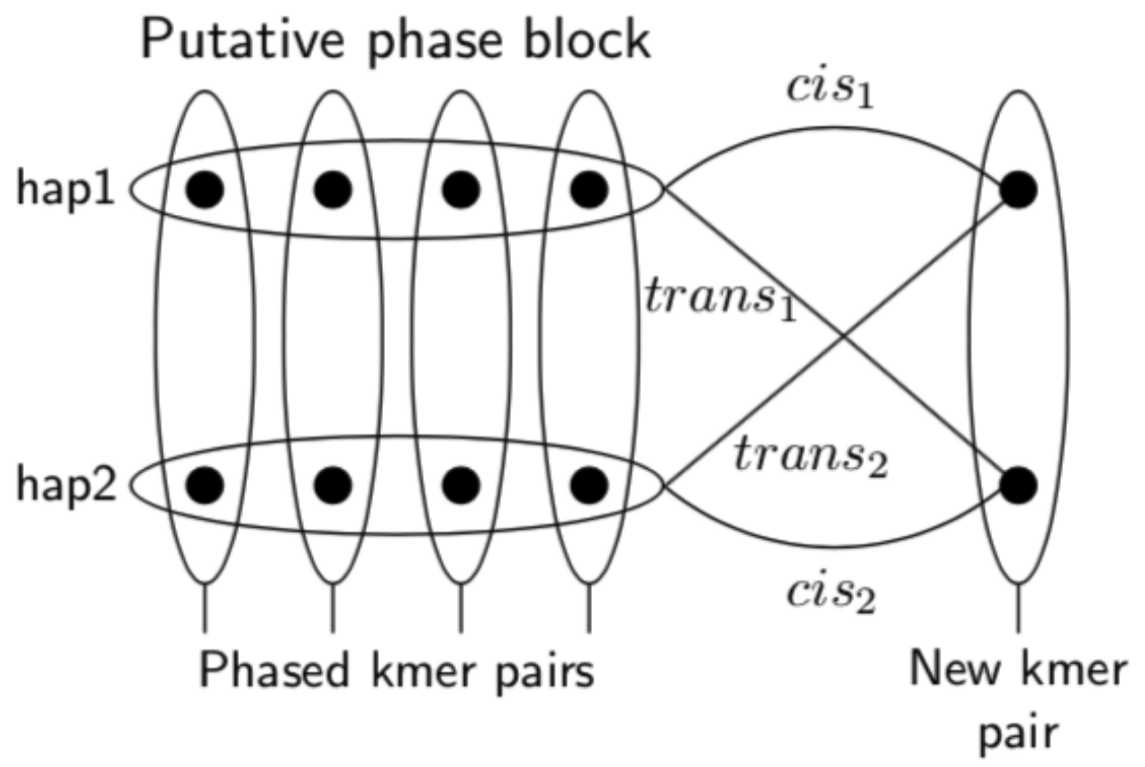 Putative phase block
cis₁
hap1
trans₁
trans₂
hap2
cis₂
Phased kmer pairs
New kmer
pair